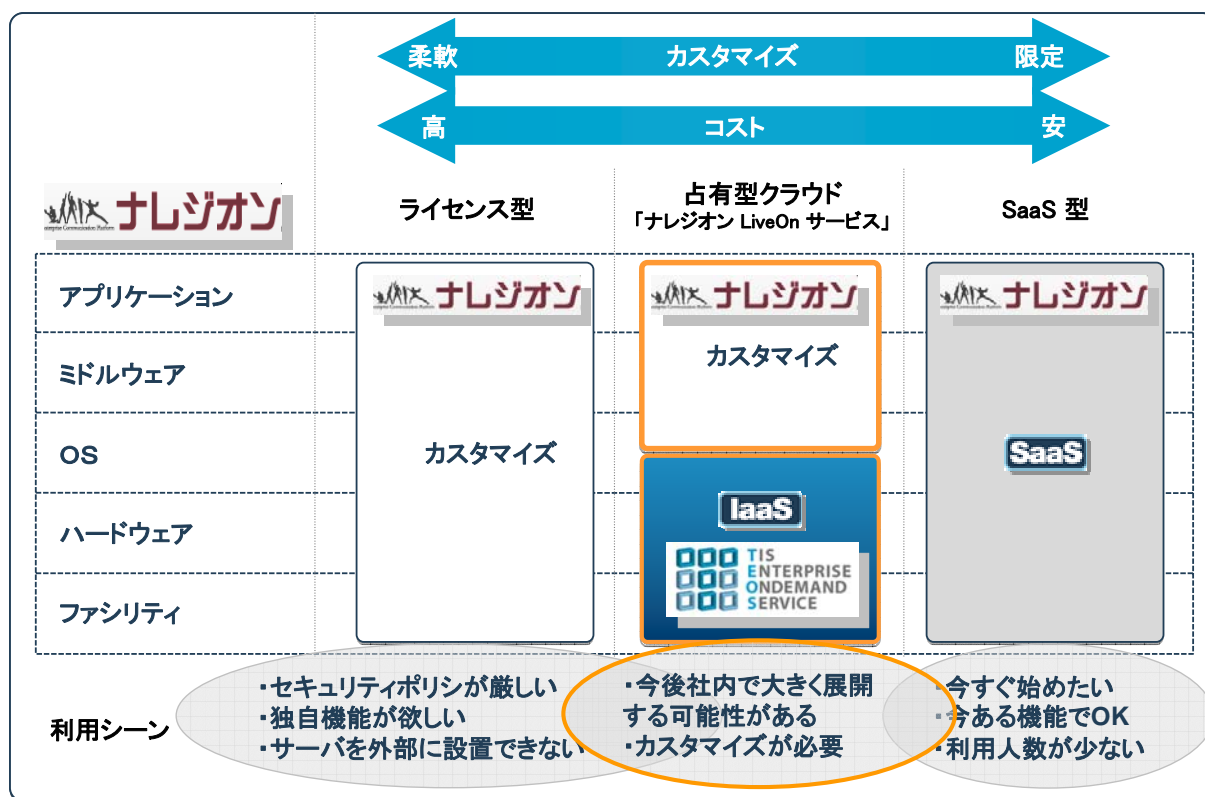 柔軟 カスタマイズ 限定
高 コスト 安
ナレジオン
ライセンス型
占有型クラウド
「ナレジオン LiveOn サービス」
SaaS 型
アプリケーション
ミドルウェア
OS
ハードウェア
ファシリティ
ナレジオン
カスタマイズ
ナレジオン
カスタマイズ
IaaS
TIS
ENTERPRISE
ONDEMAND
SERVICE
ナレジオン
SaaS
利用シーン
・セキュリティポリシが厳しい
・独自機能が欲しい
・サーバを外部に設置できない
・今後社内で大きく展開
する可能性がある
・カスタマイズが必要
・今すぐ始めたい
・今ある機能でOK
・利用人数が少ない